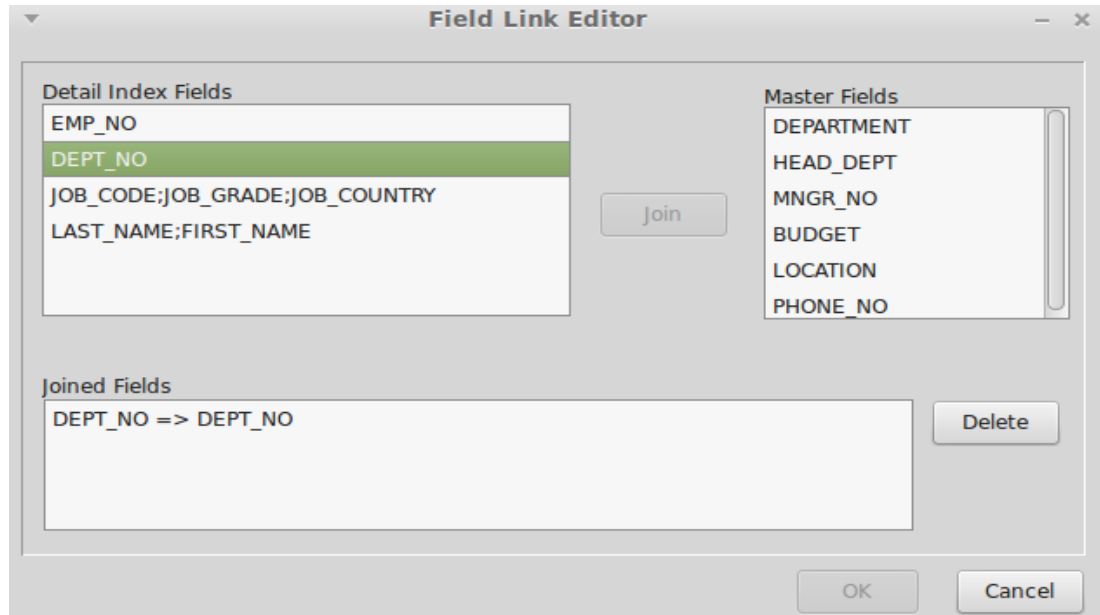 Field Link Editor
Detail Index Fields
EMP_NO
DEPT_NO
JOB_CODE;JOB_GRADE;JOB_COUNTRY
LAST_NAME;FIRST_NAME
Join
Master Fields
DEPARTMENT
HEAD_DEPT
MNGR_NO
BUDGET
LOCATION
PHONE_NO
Joined Fields
DEPT_NO => DEPT_NO
Delete
OK
Cancel